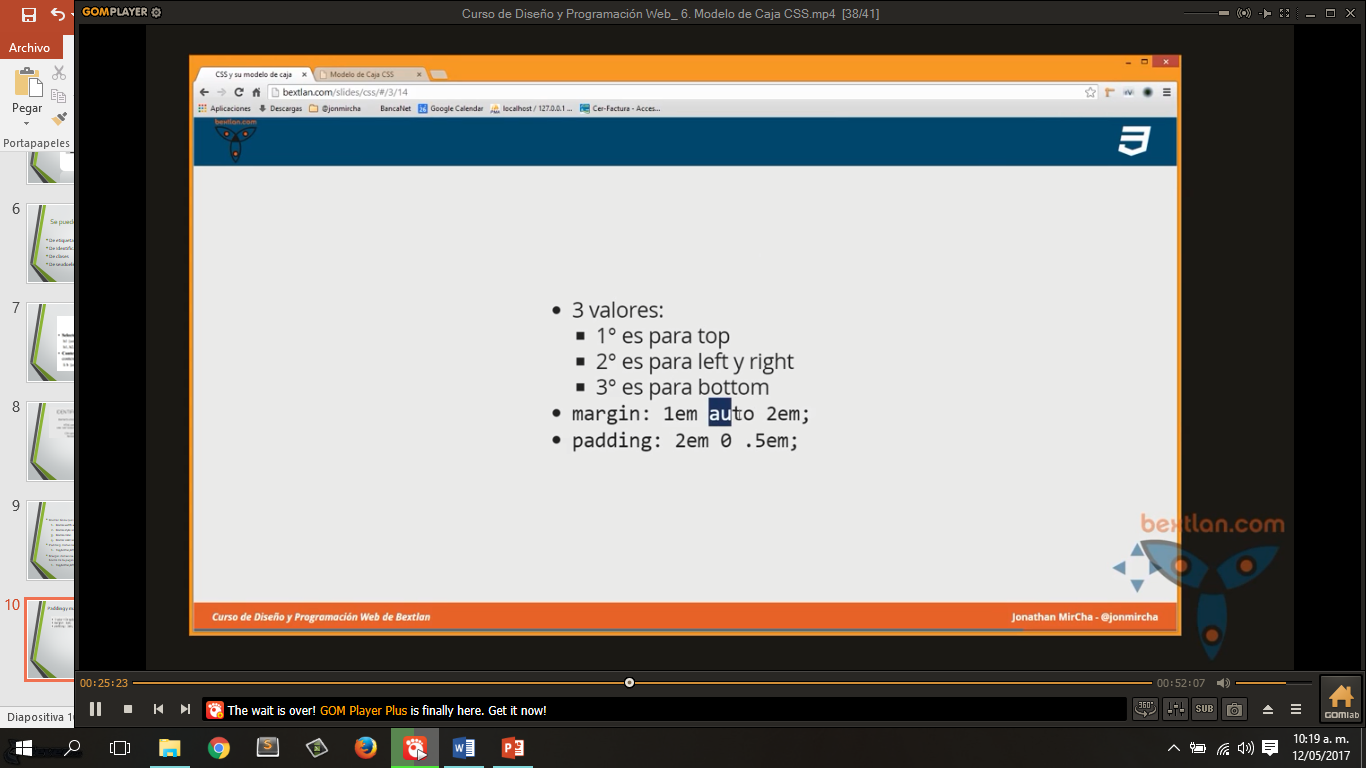 GOMPLAYER
Curso de Diseño y Programación Web_ 6. Modelo de Caja CSS.mp4 [38/41]
Archivo
Pegar
Portapapeles
6
Se pued
7
8
9
10
Diapositiva 1
CSS y su modelo de caja
Modelo de Caja CSS
bextlan.com/slides/css/#/3/14
Aplicaciones
Descargas
@jonmircha
BancaNet
Google Calendar
localhost / 127.0.0.1 ...
Cer-Factura - Acces...
bextlan.com
3 valores:
1° es para top
2° es para left y right
3° es para bottom
margin: 1em auto 2em;
padding: 2em 0 .5em;
bextlan.com
Curso de Diseño y Programación Web de Bextlan
Jonathan MirCha - @jonmircha
00:25:23
00:52:07
The wait is over! GOM Player Plus is finally here. Get it now!
360°
SUB
GOMlab
10:19 a. m.
12/05/2017